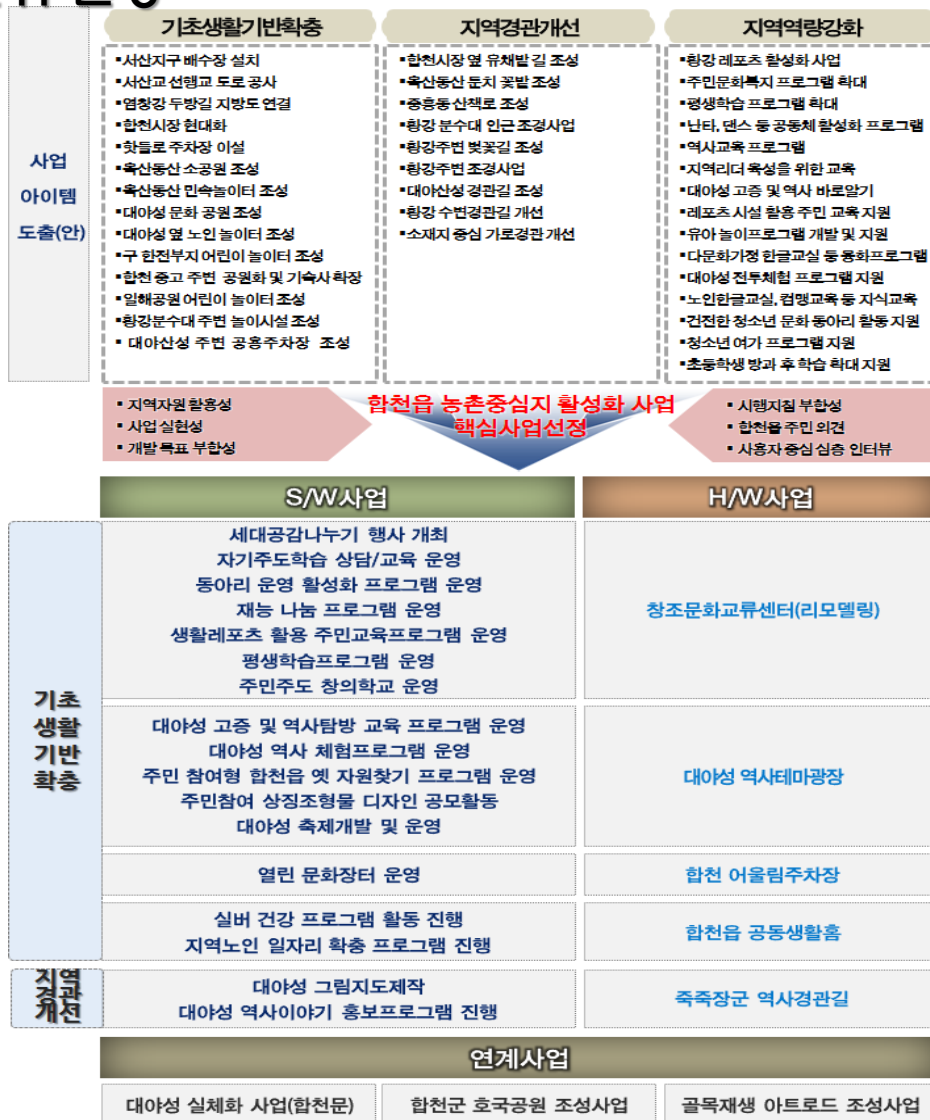 기초생활기반확충
지역경관개선
지역역량강화
사업
아이템
도출(안)
▪서산지구 배수장 설치
▪서산교 선행교 도로 공사
▪염창강 두방길 지방도 연결
▪합천시장 현대화
▪핫들로 주차장 이설
▪옥산동산 소공원 조성
▪옥산동산 민속놀이터 조성
▪대야성 문화 공원 조성
▪대야성 옆 노인 놀이터 조성
▪구 한전부지 어린이 놀이터 조성
▪합천 중고 주변 공원화 및 기숙사 확장
▪일해공원 어린이 놀이터 조성
▪황강분수대 주변 놀이시설 조성
▪ 대야산성 주변 공용주차장 조성
▪합천시장 옆 유채밭 길 조성
▪옥산동산 둔치 꽃밭 조성
▪중흥동 산책로 조성
▪황강 분수대 인근 조경사업
▪황강주변 벚꽃길 조성
▪황강주변 조경사업
▪대야산성 경관길 조성
▪황강 수변경관길 개선
▪소재지 중심 가로경관 개선
▪황강 레포츠 활성화 사업
▪주민문화복지 프로그램 확대
▪평생학습 프로그램 확대
▪난타, 댄스 등 공동체 활성화 프로그램
▪역사교육 프로그램
▪지역리더 육성을 위한 교육
▪대야성 고증 및 역사 바로알기
▪레포츠 시설 활용 주민 교육 지원
▪유아 놀이프로그램 개발 및 지원
▪다문화가정 한글교실 등 융화프로그램
▪대야성 전투체험 프로그램 지원
▪노인한글교실, 컴맹교육 등 지식교육
▪건전한 청소년 문화 동아리 활동 지원
▪청소년 여가 프로그램 지원
▪초등학생 방과 후 학습 확대 지원
▪ 지역자원 활용성
▪ 사업 실현성
▪ 개발 목표 부합성
합천읍 농촌중심지 활성화 사업
핵심사업선정
▪ 시행지침 부합성
▪ 합천읍 주민 의견
▪ 사용자 중심 심층 인터뷰
S/W사업
H/W사업
기초
생활
기반
확충
세대공감나누기 행사 개최
자기주도학습 상담/교육 운영
동아리 운영 활성화 프로그램 운영
재능 나눔 프로그램 운영
생활레포츠 활용 주민교육프로그램 운영
평생학습프로그램 운영
주민주도 창의학교 운영
창조문화교류센터(리모델링)
대야성 고증 및 역사탐방 교육 프로그램 운영
대야성 역사 체험프로그램 운영
주민 참여형 합천읍 옛 자원찾기 프로그램 운영
주민참여 상징조형물 디자인 공모활동
대야성 축제개발 및 운영
대야성 역사테마광장
열린 문화장터 운영
합천 어울림주차장
실버 건강 프로그램 활동 진행
지역노인 일자리 확충 프로그램 진행
합천읍 공동생활홈
지역
경관
개선
대야성 그림지도제작
대야성 역사이야기 홍보프로그램 진행
죽죽장군 역사경관길
연계사업
대야성 실체화 사업(합천문)
합천군 호국공원 조성사업
골목재생 아트로드 조성사업